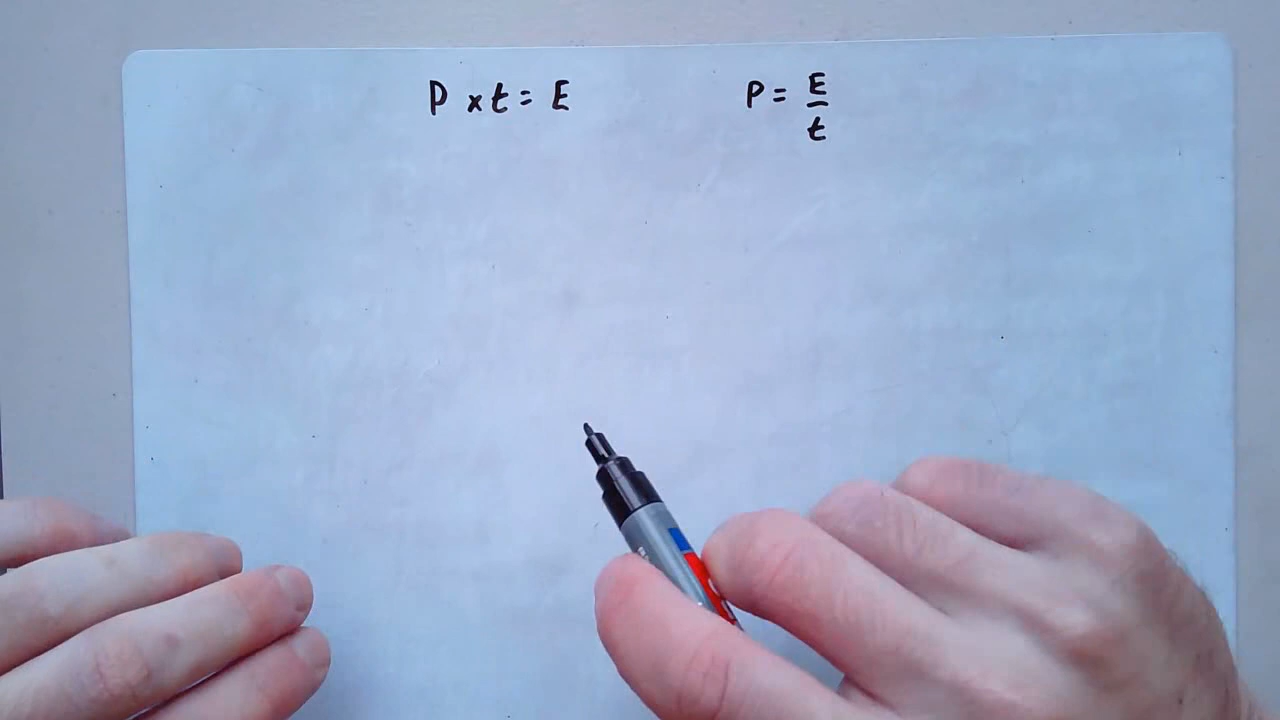 P x t = E
P = E/t